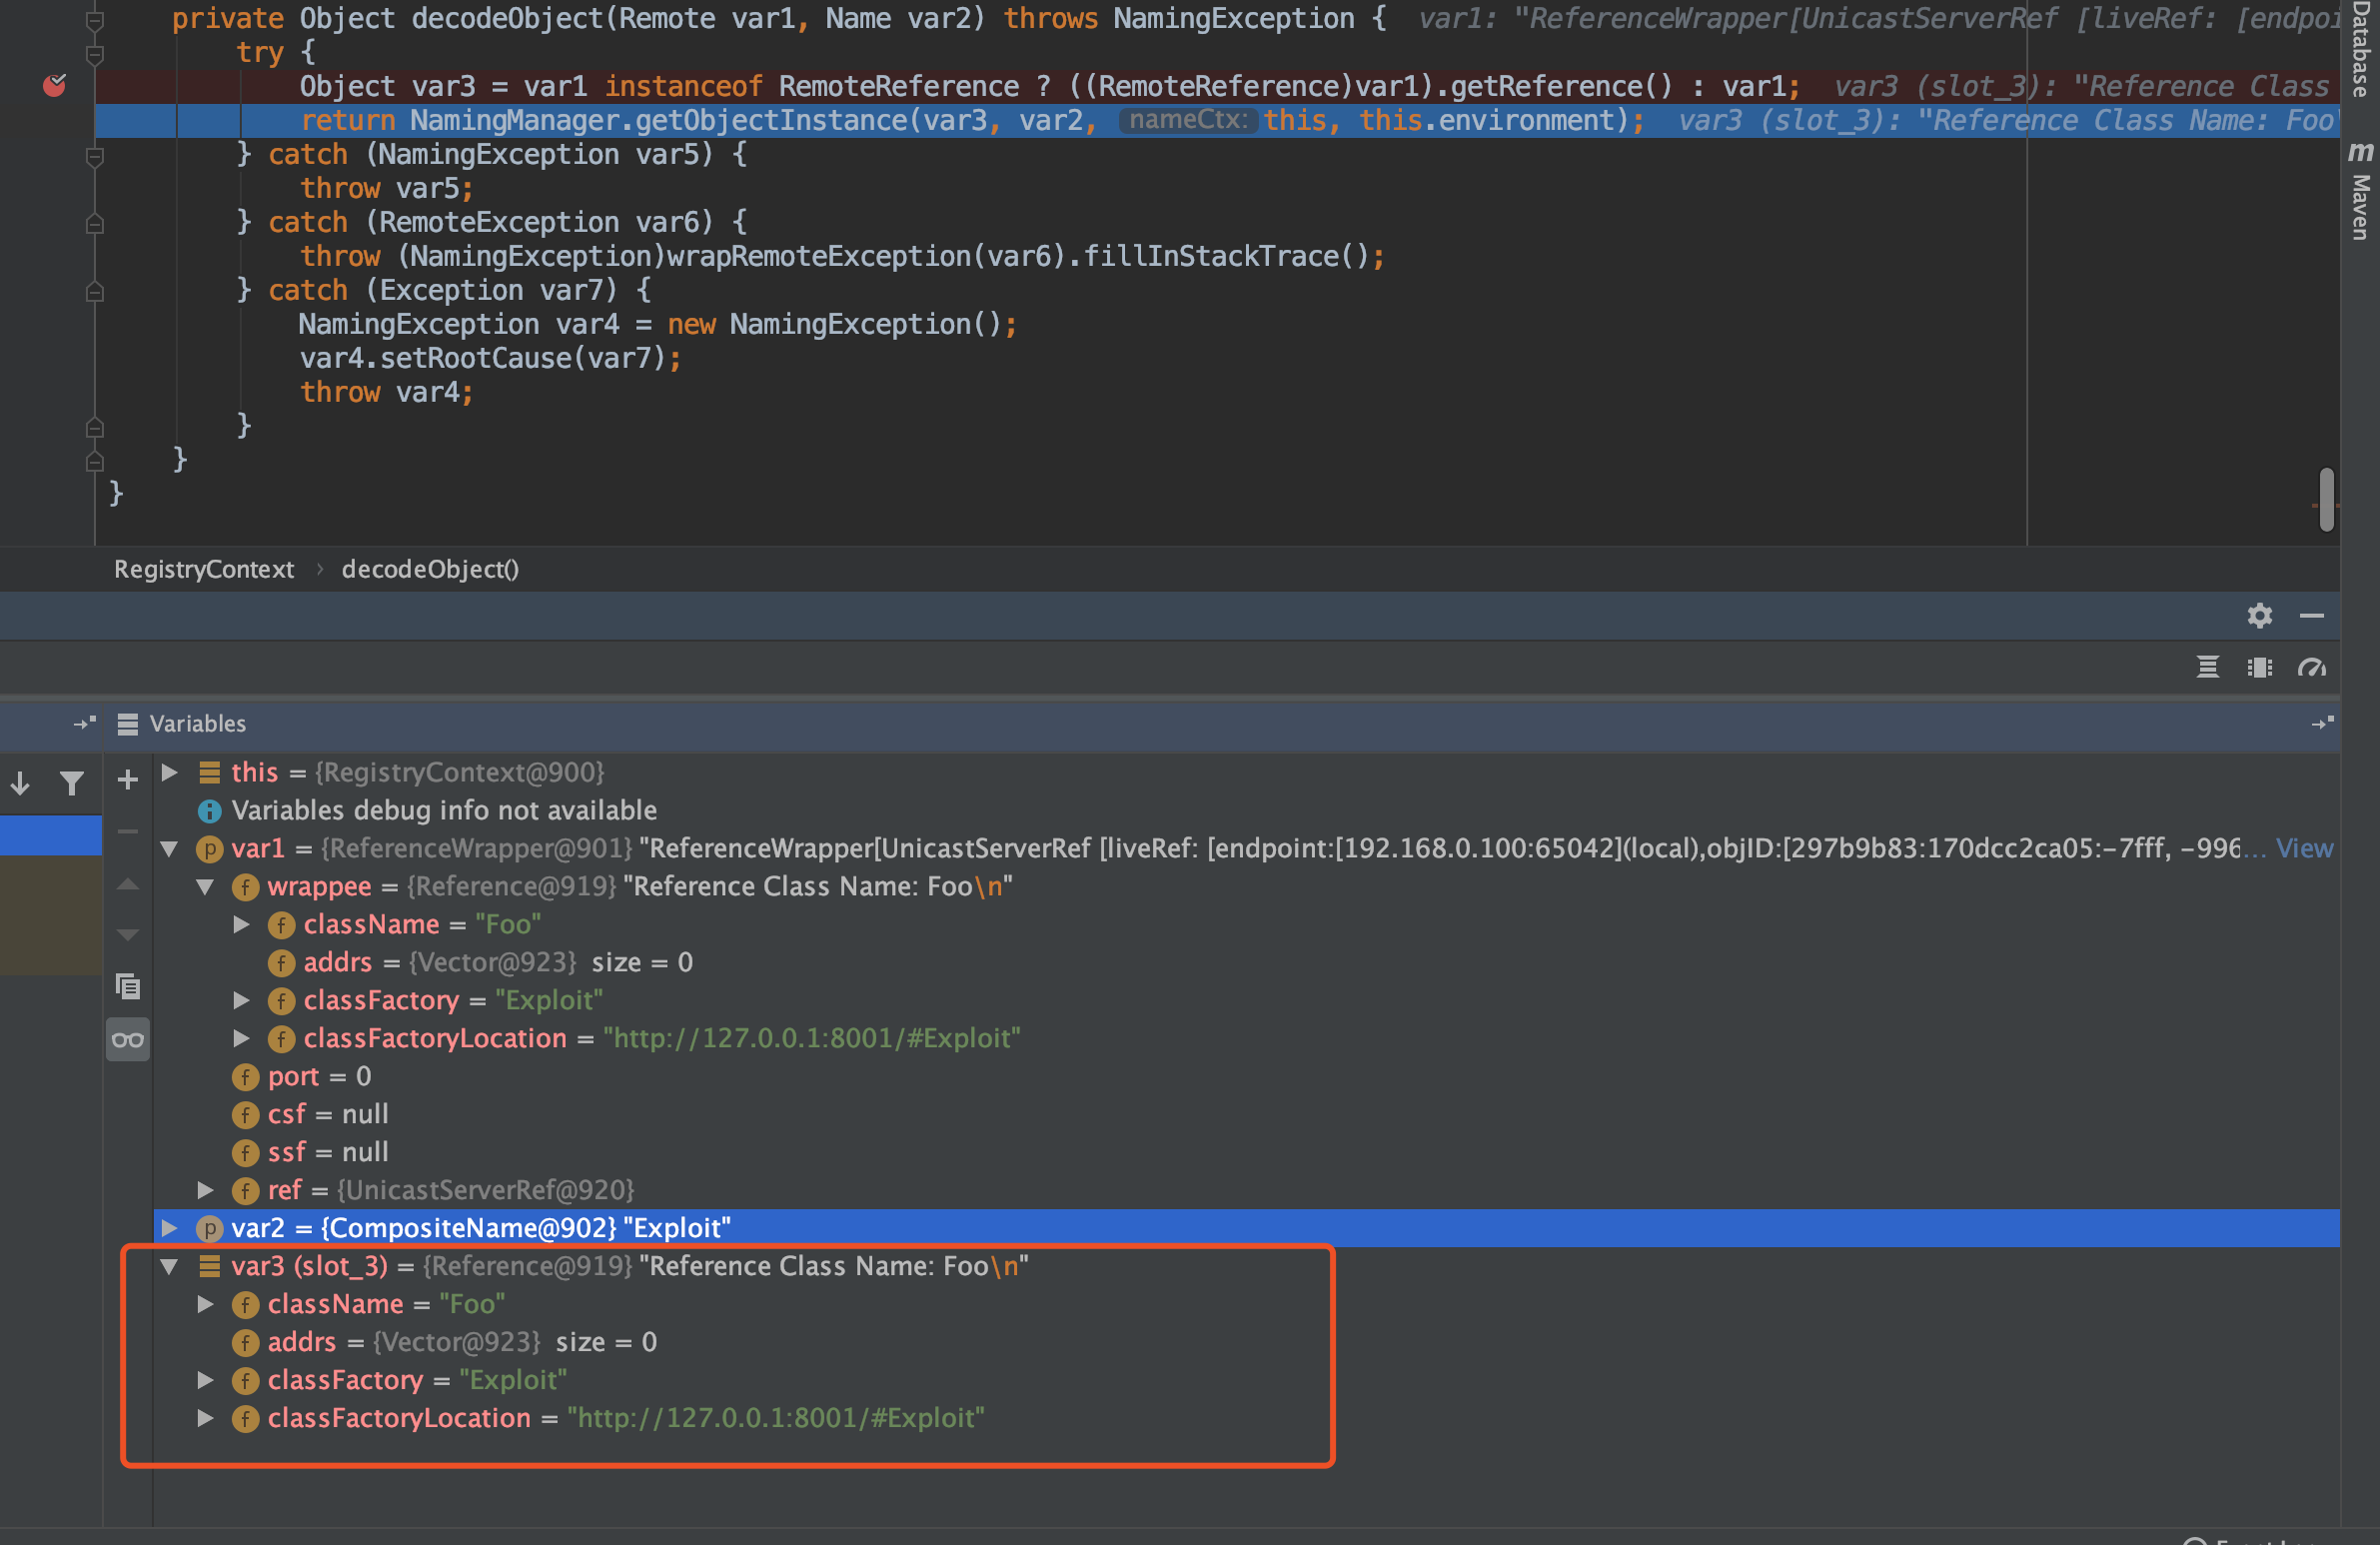 private Object decodeObject(Remote var1, Name var2) throws NamingException {  var1: "ReferenceWrapper[UnicastServerRef [liveRef: [endpoi
try {
Object var3 = var1 instanceof RemoteReference ? ((RemoteReference)var1).getReference() : var1;  var3 (slot_3): "Reference Class
return NamingManager.getObjectInstance(var3, var2, nameCtx: this, this.environment);  var3 (slot_3): "Reference Class Name: Foo
} catch (NamingException var5) {
throw var5;
} catch (RemoteException var6) {
throw (NamingException)wrapRemoteException(var6).fillInStackTrace();
} catch (Exception var7) {
NamingException var4 = new NamingException();
var4.setRootCause(var7);
throw var4;
}
}
}
Database
m Maven
RegistryContext › decodeObject()
Variables
this = {RegistryContext@900}
Variables debug info not available
var1 = {ReferenceWrapper@901} "ReferenceWrapper[UnicastServerRef [liveRef: [endpoint:[192.168.0.100:65042](local),objID:[297b9b83:170dcc2ca05:-7fff, -996... View
wrappee = {Reference@919} "Reference Class Name: Foo\n"
className = "Foo"
addrs = {Vector@923} size = 0
classFactory = "Exploit"
classFactoryLocation = "http://127.0.0.1:8001/#Exploit"
port = 0
csf = null
ssf = null
ref = {UnicastServerRef@920}
var2 = {CompositeName@902} "Exploit"
var3 (slot_3) = {Reference@919} "Reference Class Name: Foo\n"
className = "Foo"
addrs = {Vector@923} size = 0
classFactory = "Exploit"
classFactoryLocation = "http://127.0.0.1:8001/#Exploit"